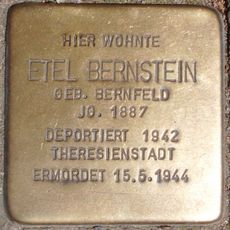 HIER WOHNTE
ETEL BERNSTEIN
GEB. BERNFELD
JG. 1887
DEPORTIERT 1942
THERESIENSTADT
ERMORDET 15.5.1944